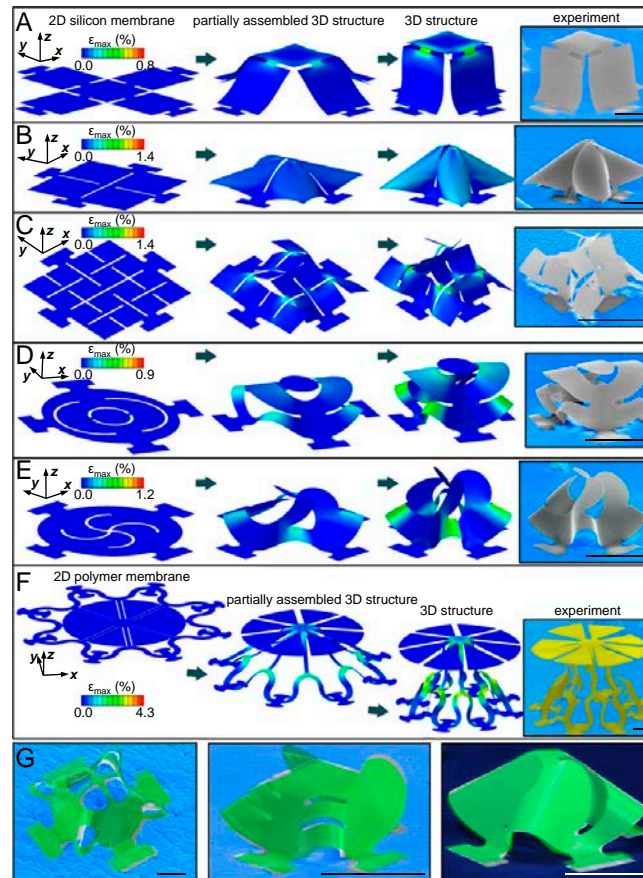 2D silicon membrane partially assembled 3D structure 3D structure experiment
A
z
y x
εmax (%)
0.0 0.8
B
z
y x
εmax (%)
0.0 1.4
C
z
y x
εmax (%)
0.0 1.4
D
z
y x
εmax (%)
0.0 0.9
E
z
y x
εmax (%)
0.0 1.2
F
2D polymer membrane
partially assembled 3D structure
3D structure experiment
z
y
x
εmax (%)
0.0 4.3
G